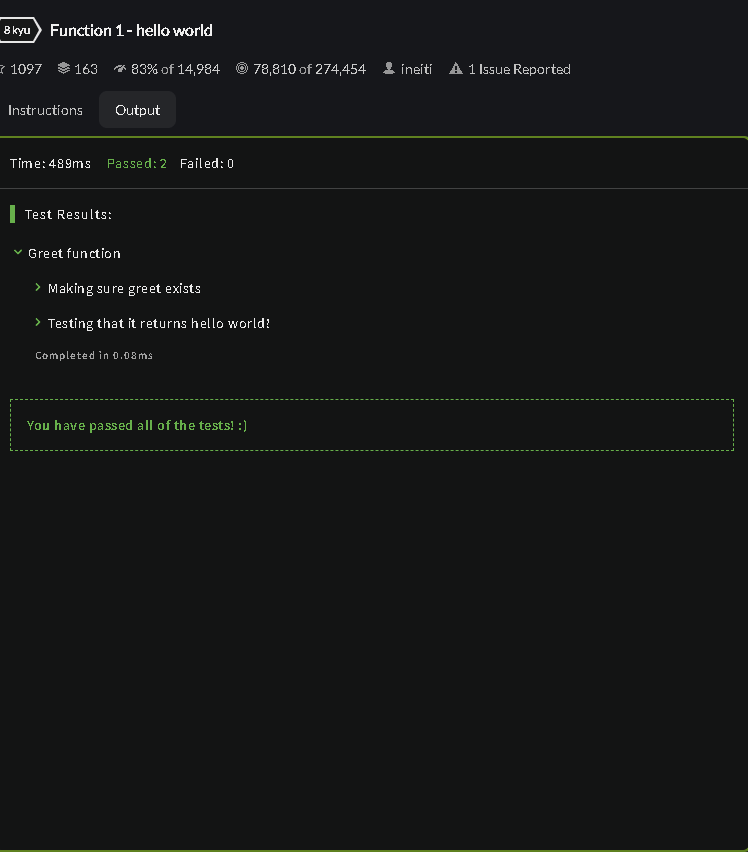 8 kyu Function 1 - hello world
1097 163 83% of 14,984 78,810 of 274,454 ineiti 1 Issue Reported
Instructions Output
Time: 489ms Passed: 2 Failed: 0
Test Results:
Greet function
Making sure greet exists
Testing that it returns hello world?
Completed in 0.08ms
You have passed all of the tests! :)